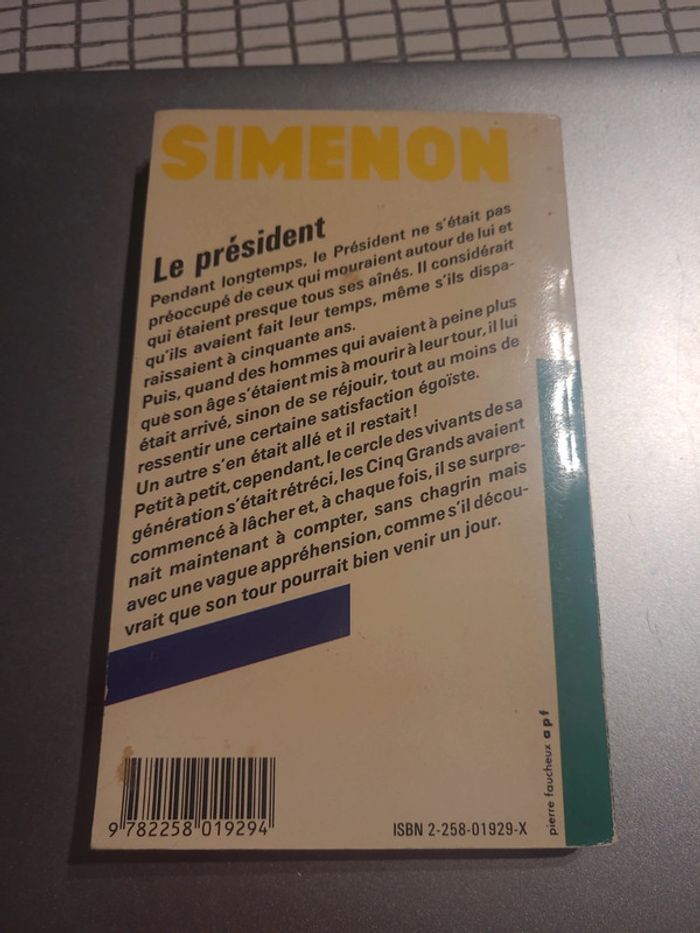 SIMENON
Le président
Pendant longtemps, le Président ne s'était pas
préoccupé de ceux qui mouraient autour de lui et
qui étaient presque tous ses aînés. Il considérait
qu'ils avaient fait leur temps, même s'ils dispa-
raissaient à cinquante ans.
Puis, quand des hommes qui avaient à peine plus
que son âge s'étaient mis à mourir à leur tour, il lui
était arrivé, sinon de se réjouir, tout au moins de
ressentir une certaine satisfaction égoïste.
Un autre s'en était allé et il restait!
Petit à petit, cependant, le cercle des vivants de sa
génération s'était rétréci, les Cinq Grands avaient
commencé à lâcher et, à chaque fois, il se surpre-
nait maintenant à compter, sans chagrin mais
avec une vague appréhension, comme s'il décou-
vrait que son tour pourrait bien venir un jour.
9 782258 019294
ISBN 2-258-01929-X
pierre faucheux apf